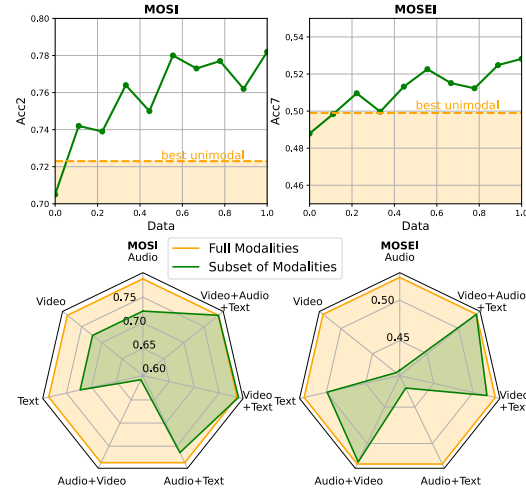 MOSI
MOSEI
0.80
0.78
0.76
0.74
0.72
0.70
Acc2
best unimodal
0.0 0.2 0.4 0.6 0.8 1.0
Data
0,54
0,52
0,50
0,48
0,46
Acc7
best unimodal
0.0 0.2 0.4 0.6 0.8 1.0
Data
Full Modalities
Subset of Modalities
MOSI
Audio
Video+Audio
+Text
Video
0.75
0.70
0.65
0.60
Text
Video
+Text
Audio+Video
Audio+Text
MOSEI
Audio
Video+Audio
+Text
Video
0.50
0.45
Text
Video
+Text
Audio+Video
Audio+Text